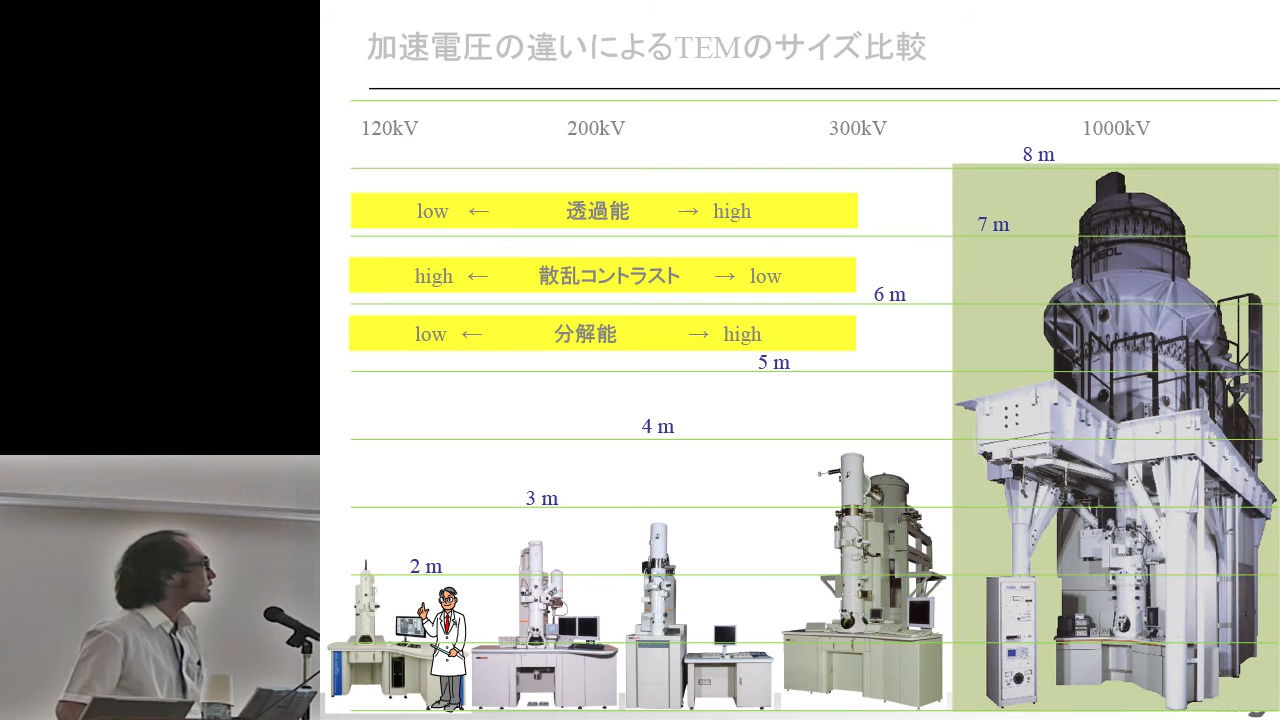 加速電圧の違いによるTEMのサイズ比較
120kV 200kV 300kV 1000kV
8 m
low ← 透過能 → high
7 m
high ← 散乱コントラスト → low
6 m
low ← 分解能 → high
5 m
4 m
3 m
2 m
JEOL